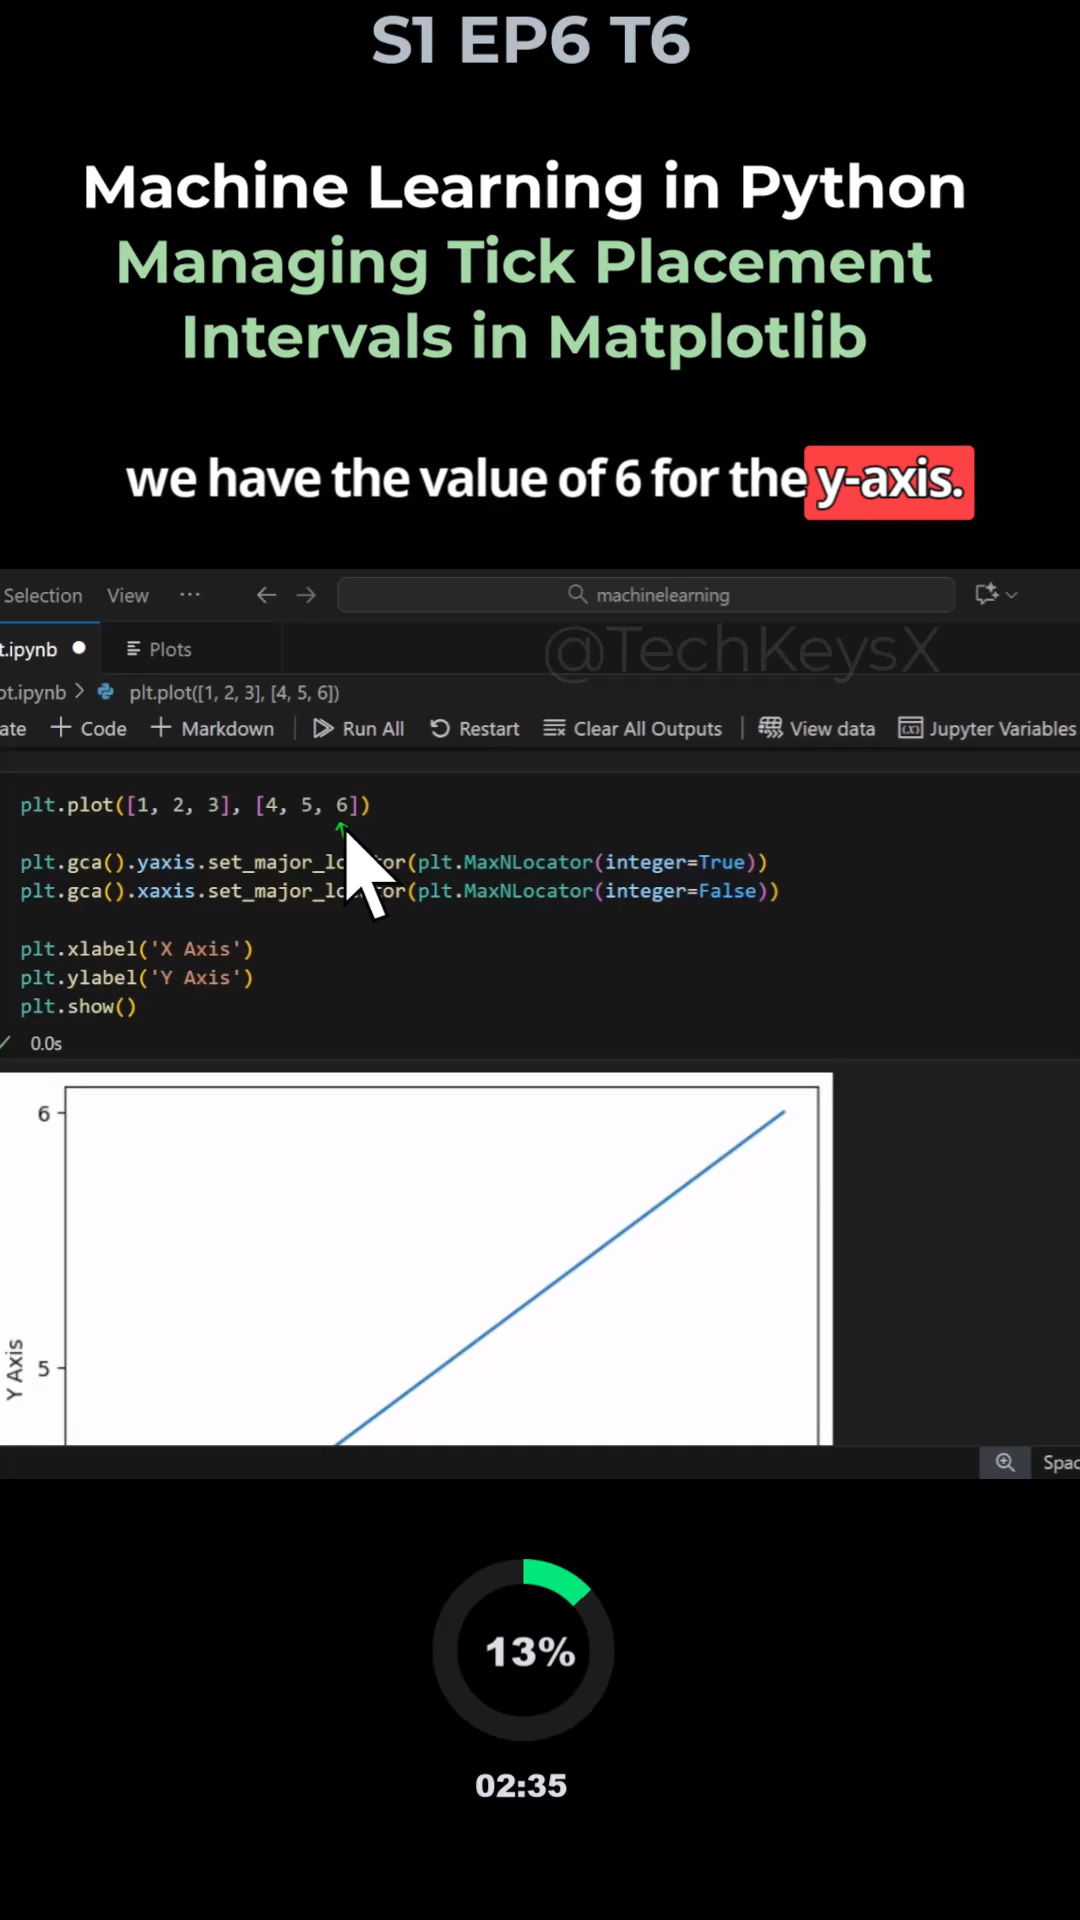 S1 EP6 T6
Machine Learning in Python
Managing Tick Placement
Intervals in Matplotlib
we have the value of 6 for the y-axis.
Selection View ··· ← → machinelearning
t.ipynb ● Plots
@TechKeysX
ot.ipynb > plt.plot([1, 2, 3], [4, 5, 6])
ate + Code + Markdown | Run All Restart Clear All Outputs | View data Jupyter Variables
plt.plot([1, 2, 3], [4, 5, 6])
plt.gca().yaxis.set_major_lo or(plt.MaxNLocator(integer=True))
plt.gca().xaxis.set_major_lo or(plt.MaxNLocator(integer=False))
plt.xlabel('X Axis')
plt.ylabel('Y Axis')
plt.show()
0.0s
6
5
Y Axis
Spac
13%
02:35